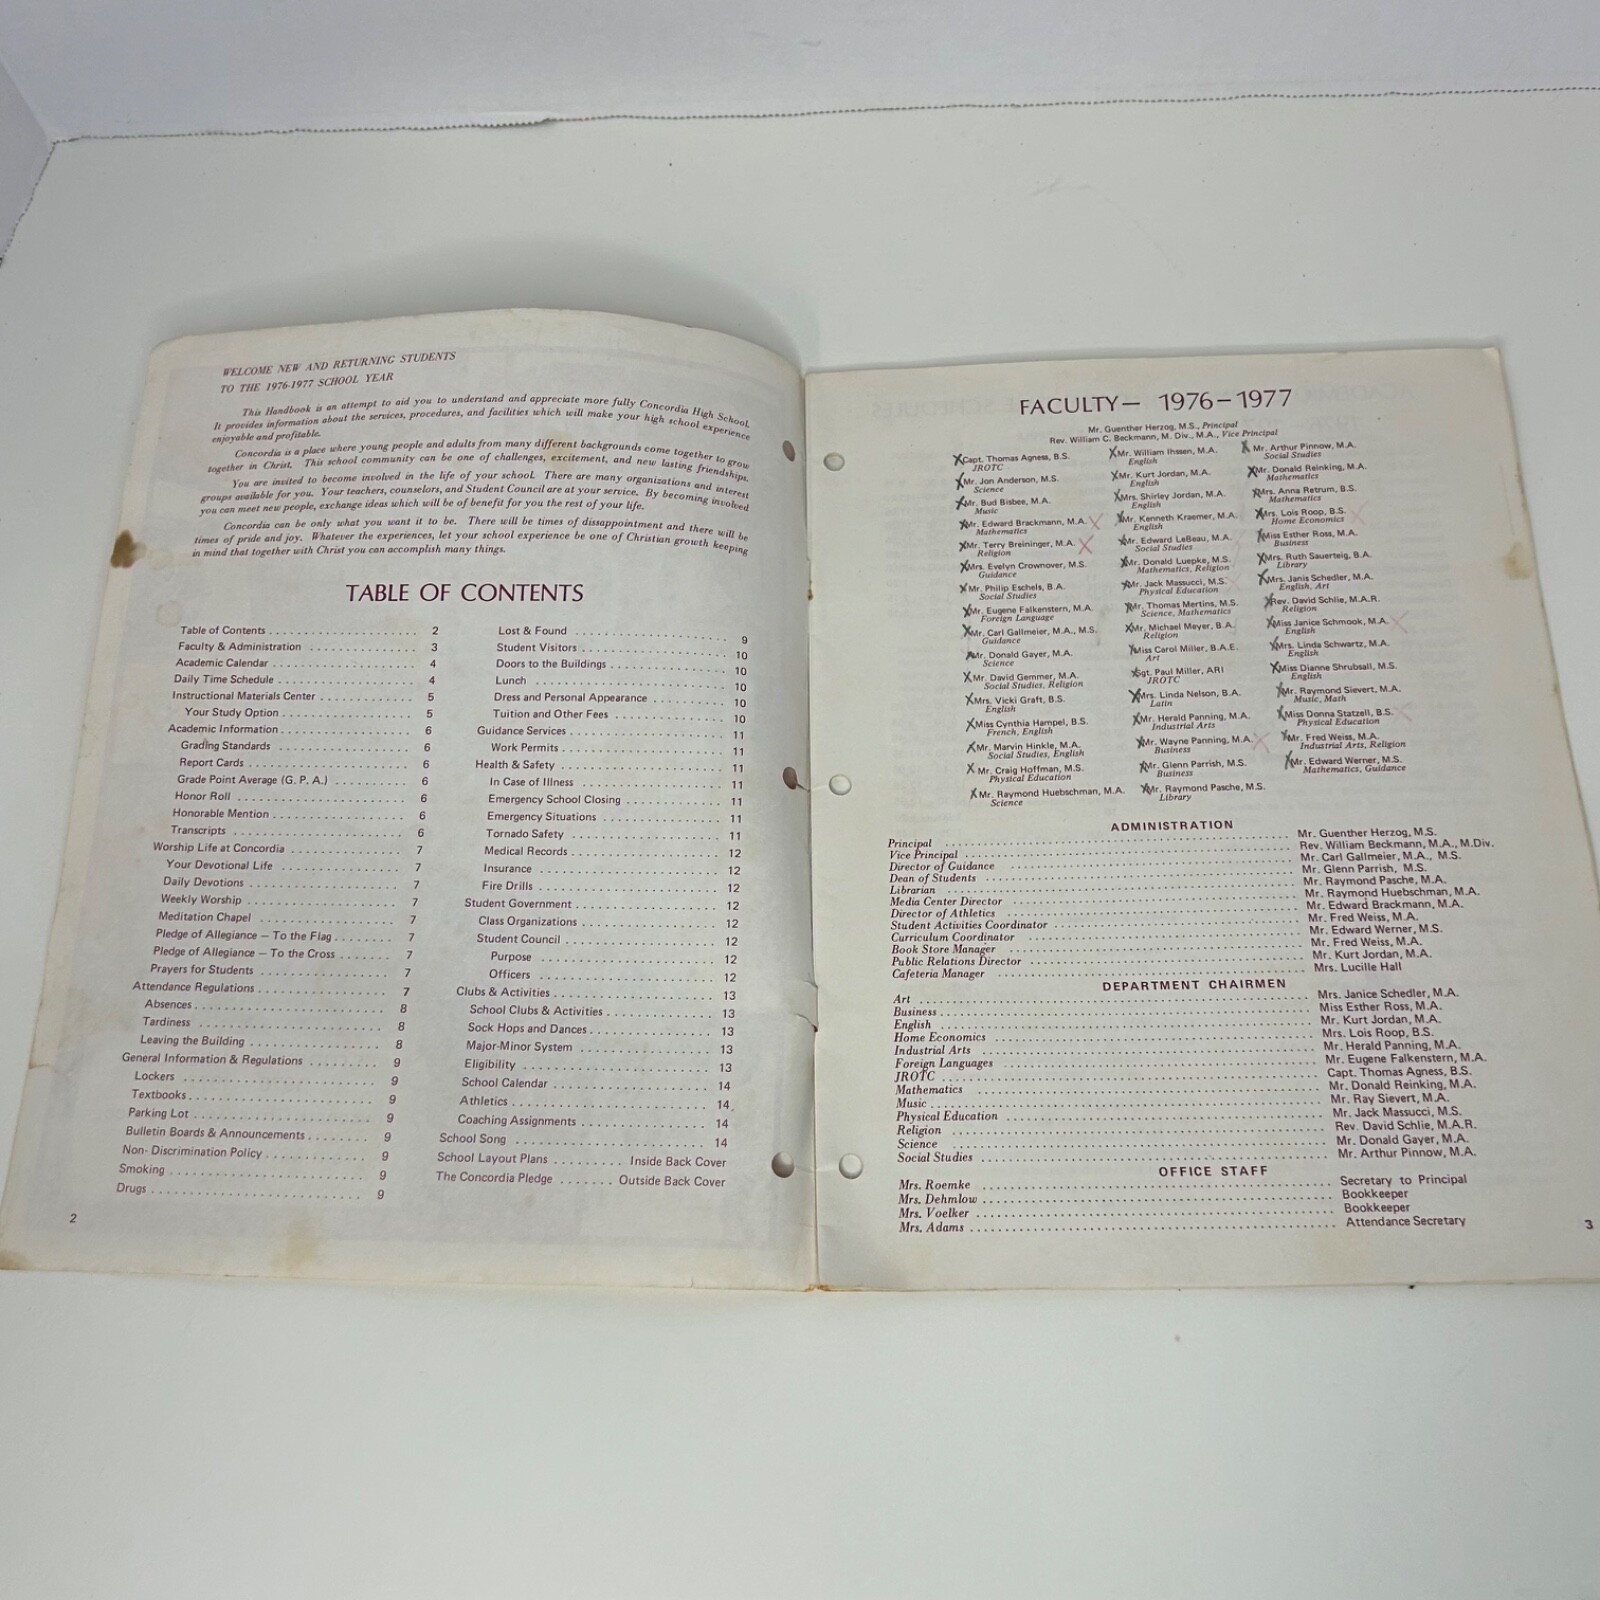 WELCOME NEW AND RETURNING STUDENTS
TO THE 1976-1977 SCHOOL YEAR
This Handbook is an attempt to aid you to understand and appreciate more fully Concordia High School.
It provides information about the services, procedures, and facilities which will make your high school experience
enjoyable and profitable.
Concordia is a place where young people and adults from many different backgrounds come together to grow
together in Christ. This school community can be one of challenges, excitement, and new lasting friendships.
You are invited to become involved in the life of your school. There are many organizations and interest
groups available for you. Your teachers, counselors, and Student Council are at your service. By becoming involved
you can meet new people, exchange ideas which will be of benefit for you the rest of your life.
Concordia can be only what you want it to be. There will be times of dissappointment and there will be
times of pride and joy. Whatever the experiences, let your school experience be one of Christian growth keeping
in mind that together with Christ you can accomplish many things.
TABLE OF CONTENTS
Table of Contents 2
Faculty & Administration 3
Academic Calendar 4
Daily Time Schedule 4
Instructional Materials Center 5
Your Study Option 5
Academic Information 6
Grading Standards 6
Report Cards 6
Grade Point Average (G. P. A.) 6
Honor Roll 6
Honorable Mention 6
Transcripts 6
Worship Life at Concordia 7
Your Devotional Life 7
Daily Devotions 7
Weekly Worship 7
Meditation Chapel 7
Pledge of Allegiance — To the Flag 7
Pledge of Allegiance — To the Cross 7
Prayers for Students 7
Attendance Regulations 7
Absences 8
Tardiness 8
Leaving the Building 8
General Information & Regulations 9
Lockers 9
Textbooks 9
Parking Lot 9
Bulletin Boards & Announcements 9
Non-Discrimination Policy 9
Smoking 9
Drugs 9
Lost & Found 9
Student Visitors 10
Doors to the Buildings 10
Lunch 10
Dress and Personal Appearance 10
Tuition and Other Fees 10
Guidance Services 11
Work Permits 11
Health & Safety 11
In Case of Illness 11
Emergency School Closing 11
Emergency Situations 11
Tornado Safety 11
Medical Records 12
Insurance 12
Fire Drills 12
Student Government 12
Class Organizations 12
Student Council 12
Purpose 12
Officers 12
Clubs & Activities 13
School Clubs & Activities 13
Sock Hops and Dances 13
Major-Minor System 13
Eligibility 13
School Calendar 14
Athletics 14
Coaching Assignments 14
School Song 14
School Layout Plans Inside Back Cover
The Concordia Pledge Outside Back Cover
2
FACULTY— 1976-1977
Mr. Guenther Herzog, M.S., Principal
Rev. William C. Beckmann, M. Div., M.A., Vice Principal
Capt. Thomas Agness, B.S.
JROTC
Mr. Jon Anderson, M.S.
Science
Mr. Bud Bisbee, M.A.
Music
Mr. Edward Brackmann, M.A.
Mathematics
Mr. Terry Breininger, M.A.
Religion
Mrs. Evelyn Crownover, M.S.
Guidance
Mr. Philip Eschels, B.A.
Social Studies
Mr. Eugene Falkenstern, M.A.
Foreign Language
Mr. Carl Gallmeier, M.A., M.S.
Guidance
Mr. Donald Gayer, M.A.
Science
Mr. David Gemmer, M.A.
Social Studies, Religion
Mrs. Vicki Graft, B.S.
English
Miss Cynthia Hampel, B.S.
French, English
Mr. Marvin Hinkle, M.A.
Social Studies, English
Mr. Craig Hoffman, M.S.
Physical Education
Mr. Raymond Huebschman, M.A.
Science
Mr. William Ihssen, M.A.
English
Mr. Kurt Jordan, M.A.
English
Mrs. Shirley Jordan, M.A.
English
Mr. Kenneth Kraemer, M.A.
English
Mr. Edward LeBeau, M.A.
Social Studies
Mr. Donald Luepke, M.S.
Mathematics, Religion
Mr. Jack Massucci, M.S.
Physical Education
Mr. Thomas Mertins, M.S.
Science, Mathematics
Mr. Michael Meyer, B.A.
Religion
Miss Carol Miller, B.A.E.
Art
Sgt. Paul Miller, ARI
JROTC
Mrs. Linda Nelson, B.A.
Latin
Mr. Herald Panning, M.A.
Industrial Arts
Mr. Wayne Panning, M.A.
Business
Mr. Glenn Parrish, M.S.
Business
Mr. Raymond Pasche, M.S.
Library
Mr. Arthur Pinnow, M.A.
Social Studies
Mr. Donald Reinking, M.A.
Mathematics
Mrs. Anna Retrum, B.S.
Mathematics
Mrs. Lois Roop, B.S.
Home Economics
Miss Esther Ross, M.A.
Business
Mrs. Ruth Sauerteig, B.A.
Library
Mrs. Janis Schedler, M.A.
English, Art
Rev. David Schlie, M.A.R.
Religion
Miss Janice Schmook, M.A.
English
Mrs. Linda Schwartz, M.A.
English
Miss Dianne Shrubsall, M.S.
English
Mr. Raymond Sievert, M.A.
Music, Math
Miss Donna Statzell, B.S.
Physical Education
Mr. Fred Weiss, M.A.
Industrial Arts, Religion
Mr. Edward Werner, M.S.
Mathematics, Guidance
ADMINISTRATION
Principal Mr. Guenther Herzog, M.S.
Vice Principal Rev. William Beckmann, M.A., M.Div.
Director of Guidance Mr. Carl Gallmeier, M.A., M.S.
Dean of Students Mr. Glenn Parrish, M.S.
Librarian Mr. Raymond Pasche, M.A.
Media Center Director Mr. Raymond Huebschman, M.A.
Director of Athletics Mr. Edward Brackmann, M.A.
Student Activities Coordinator Mr. Fred Weiss, M.A.
Curriculum Coordinator Mr. Edward Werner, M.S.
Book Store Manager Mr. Fred Weiss, M.A.
Public Relations Director Mr. Kurt Jordan, M.A.
Cafeteria Manager Mrs. Lucille Hall
DEPARTMENT CHAIRMEN
Art Mrs. Janice Schedler, M.A.
Business Miss Esther Ross, M.A.
English Mr. Kurt Jordan, M.A.
Home Economics Mrs. Lois Roop, B.S.
Industrial Arts Mr. Herald Panning, M.A.
Foreign Languages Mr. Eugene Falkenstern, M.A.
JROTC Capt. Thomas Agness, B.S.
Mathematics Mr. Donald Reinking, M.A.
Music Mr. Ray Sievert, M.A.
Physical Education Mr. Jack Massucci, M.S.
Religion Rev. David Schlie, M.A.R.
Science Mr. Donald Gayer, M.A.
Social Studies Mr. Arthur Pinnow, M.A.
OFFICE STAFF
Mrs. Roemke Secretary to Principal
Mrs. Dehmlow Bookkeeper
Mrs. Voelker Bookkeeper
Mrs. Adams Attendance Secretary
3